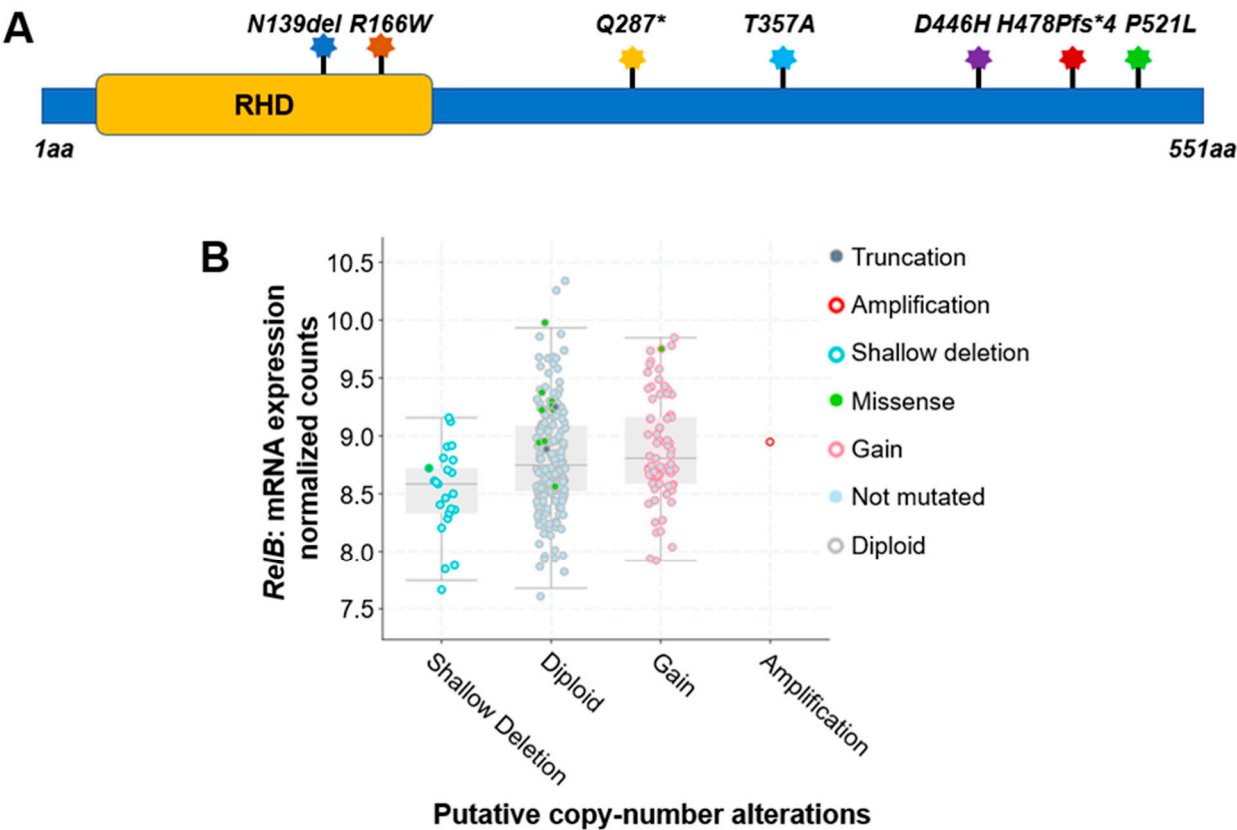 A
N139del R166W Q287* T357A D446H H478Pfs*4 P521L
RHD
1aa 551aa
B
RelB: mRNA expression
normalized counts
10.5
10.0
9.5
9.0
8.5
8.0
7.5
Shallow Deletion
Diploid
Gain
Amplification
Putative copy-number alterations
Truncation
Amplification
Shallow deletion
Missense
Gain
Not mutated
Diploid